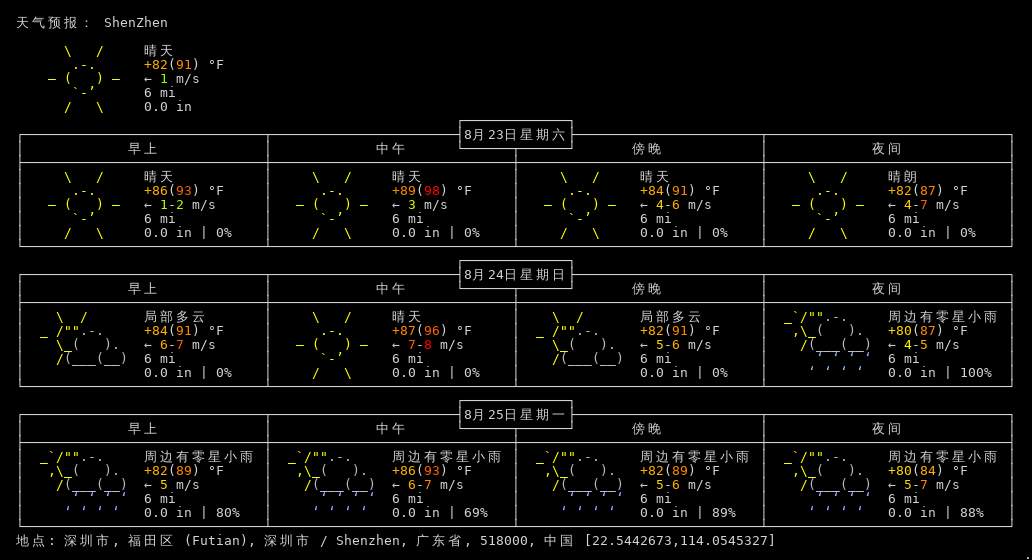 天气预报： ShenZhen
晴天
+82(91) °F
← 1 m/s
6 mi
0.0 in
8月23日星期六
早上 中午 傍晚 夜间
晴天 晴天 晴天 晴朗
+86(93) °F +89(98) °F +84(91) °F +82(87) °F
← 1-2 m/s ← 3 m/s ← 4-6 m/s ← 4-7 m/s
6 mi 6 mi 6 mi 6 mi
0.0 in | 0% 0.0 in | 0% 0.0 in | 0% 0.0 in | 0%
8月24日星期日
早上 中午 傍晚 夜间
局部多云 晴天 局部多云 周边有零星小雨
+84(91) °F +87(96) °F +82(91) °F +80(87) °F
← 6-7 m/s ← 7-8 m/s ← 5-6 m/s ← 4-5 m/s
6 mi 6 mi 6 mi 6 mi
0.0 in | 0% 0.0 in | 0% 0.0 in | 0% 0.0 in | 100%
8月25日星期一
早上 中午 傍晚 夜间
周边有零星小雨 周边有零星小雨 周边有零星小雨 周边有零星小雨
+82(89) °F +86(93) °F +82(89) °F +80(84) °F
← 5 m/s ← 6-7 m/s ← 5-6 m/s ← 5-7 m/s
6 mi 6 mi 6 mi 6 mi
0.0 in | 80% 0.0 in | 69% 0.0 in | 89% 0.0 in | 88%
地点: 深圳市, 福田区 (Futian), 深圳市 / Shenzhen, 广东省, 518000, 中国 [22.5442673,114.0545327]